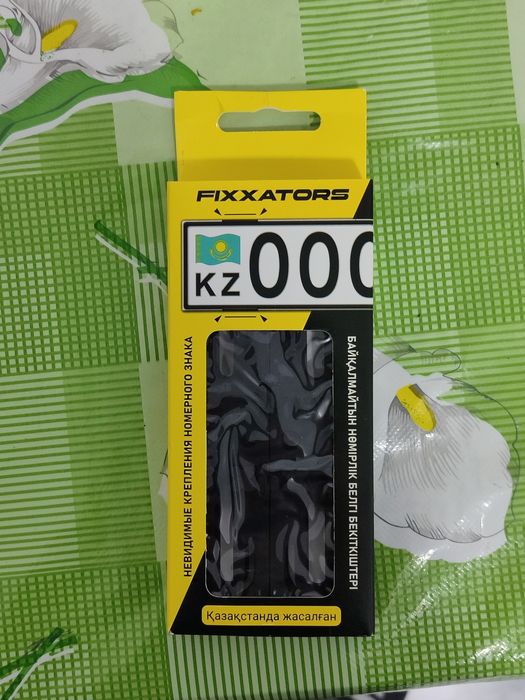 FIXXATORS
KZ 000
НЕВИДИМЫЕ КРЕПЛЕНИЯ НОМЕРНОГО ЗНАКА
БАЙҚАЛМАЙТЫН НӨМІРЛІК БЕЛГІ БЕКІТКІШТЕРІ
Қазақстанда жасалған